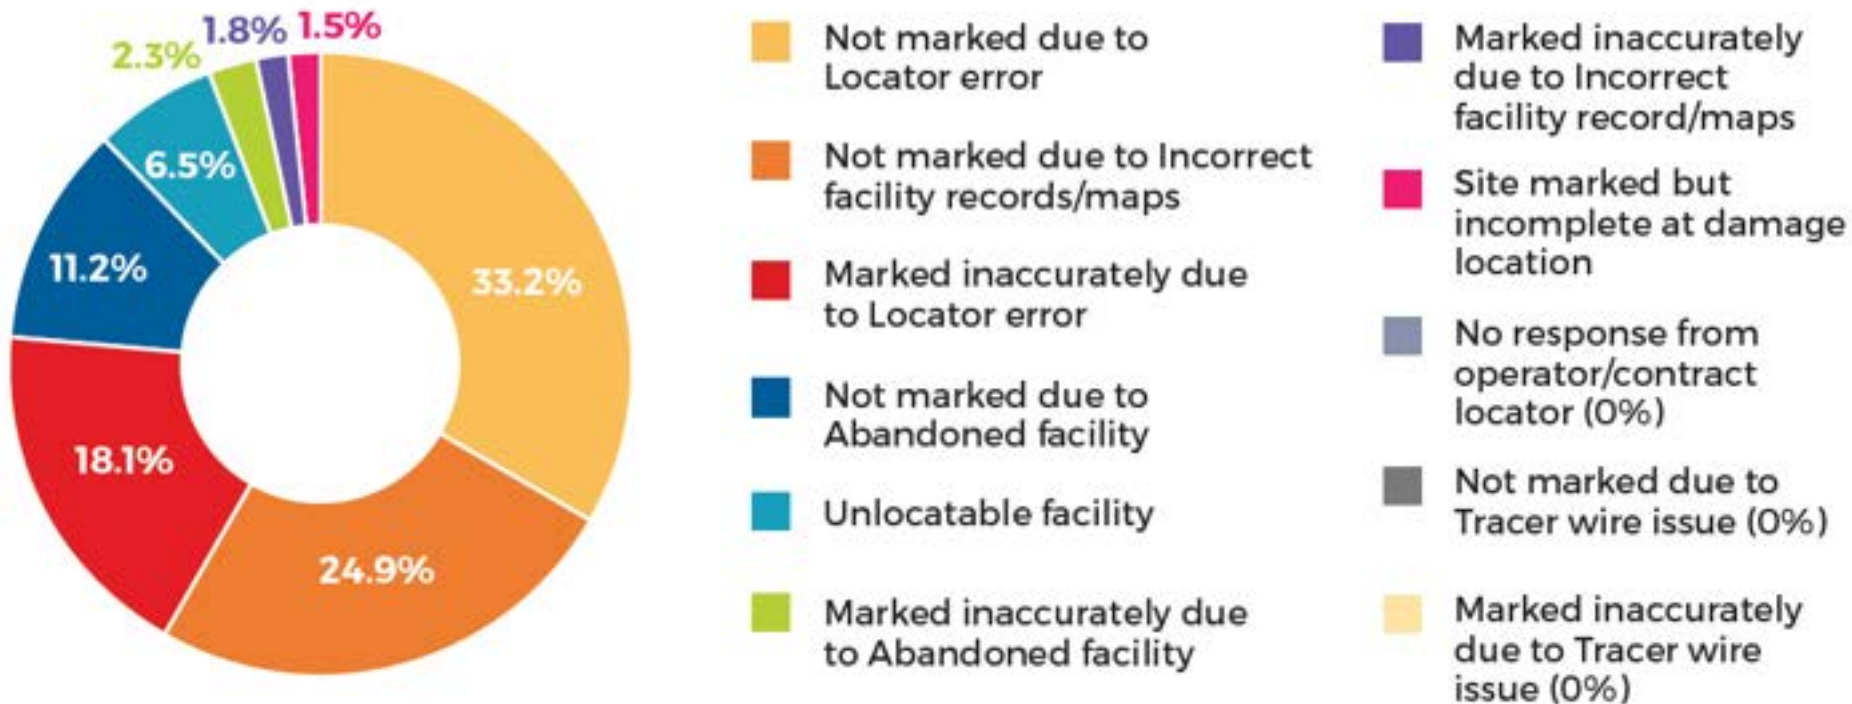 1.5%
1.8%
2.3%
6.5%
11.2%
33.2%
18.1%
24.9%
Not marked due to
Locator error
Not marked due to Incorrect
facility records/maps
Marked inaccurately due
to Locator error
Not marked due to
Abandoned facility
Unlocatable facility
Marked inaccurately due
to Abandoned facility
Marked inaccurately
due to Incorrect
facility record/maps
Site marked but
incomplete at damage
location
No response from
operator/contract
locator (0%)
Not marked due to
Tracer wire issue (0%)
Marked inaccurately
due to Tracer wire
issue (0%)